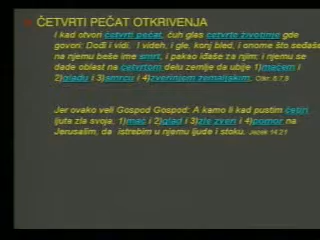 ČETVRTI PEČAT OTKRIVENJA
I kad otvori četvrti pečat, čuh glas četvrte životinje gde
govori: Dođi i vidi. I videh, i gle, konj bled, i onome što seđaše
na njemu beše ime smrt, i pakao iđaše za njim; i njemu se
dade oblast na četvrtom delu zemlje da ubije 1)mačem i
2)glađu i 3)smrću i 4)zverinjem zemaljskim. Otkr. 6:7,8
Jer ovako veli Gospod Gospod: A kamo li kad pustim četiri
ljuta zla svoja, 1)mač i 2)glad i 3)zle zveri i 4)pomor na
Jerusalim, da istrebim u njemu ljude i stoku. Jezek 14:21